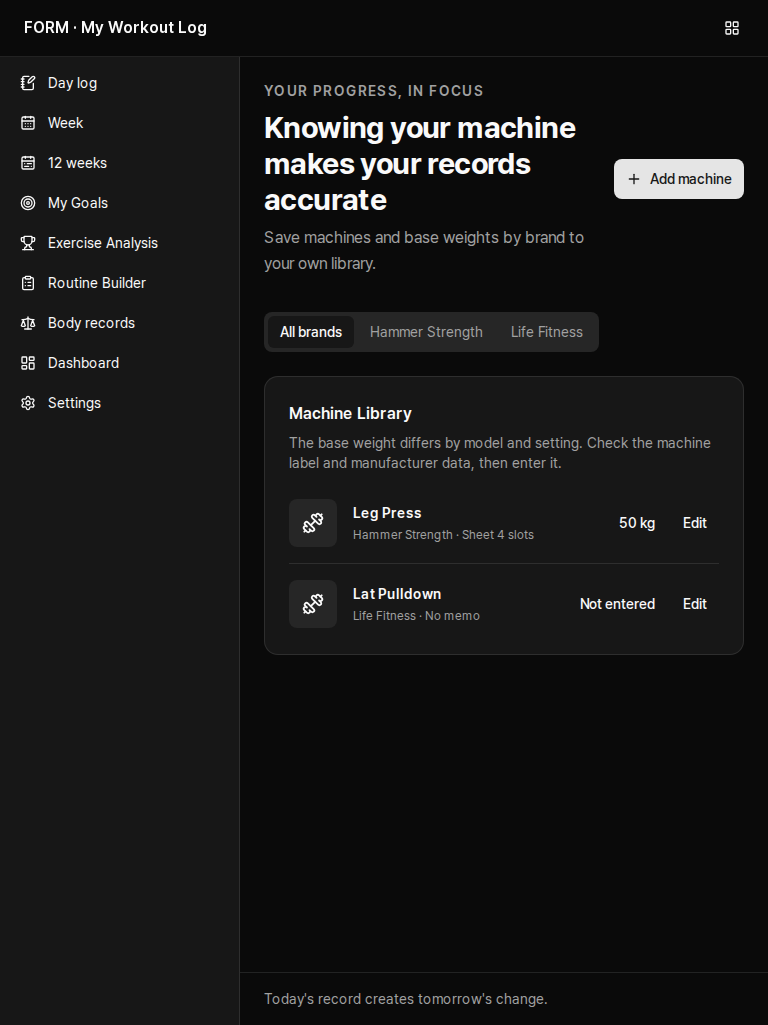 FORM · My Workout Log
Day log
Week
12 weeks
My Goals
Exercise Analysis
Routine Builder
Body records
Dashboard
Settings
YOUR PROGRESS, IN FOCUS
Knowing your machine
makes your records
accurate
Save machines and base weights by brand to
your own library.
Add machine
All brands
Hammer Strength
Life Fitness
Machine Library
The base weight differs by model and setting. Check the machine
label and manufacturer data, then enter it.
Leg Press
Hammer Strength · Sheet 4 slots
50 kg
Edit
Lat Pulldown
Life Fitness · No memo
Not entered
Edit
Today's record creates tomorrow's change.